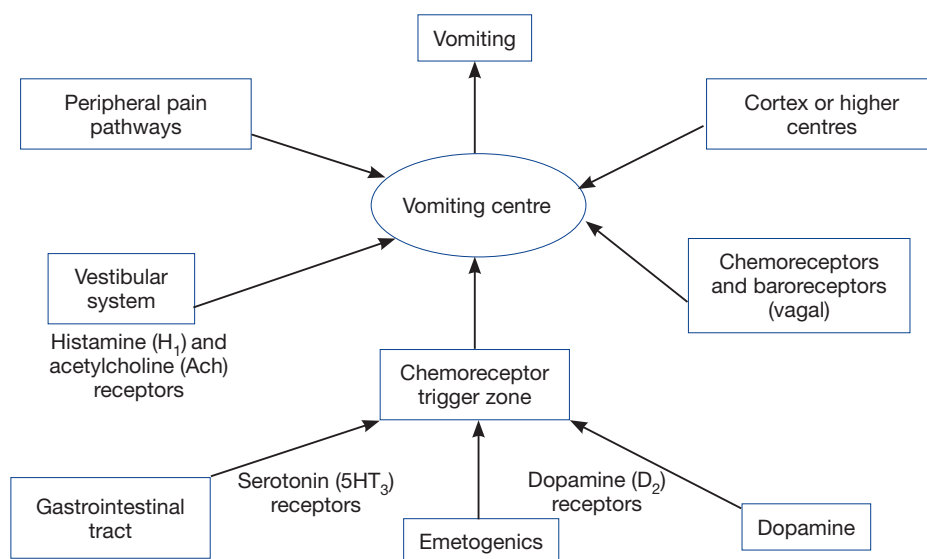 Vomiting
Peripheral pain
pathways
Cortex or higher
centres
Vomiting centre
Vestibular
system
Chemoreceptors
and baroreceptors
(vagal)
Histamine (H₁) and
acetylcholine (Ach)
receptors
Chemoreceptor
trigger zone
Serotonin (5HT₃)
receptors
Dopamine (D₂)
receptors
Gastrointestinal
tract
Emetogenics
Dopamine